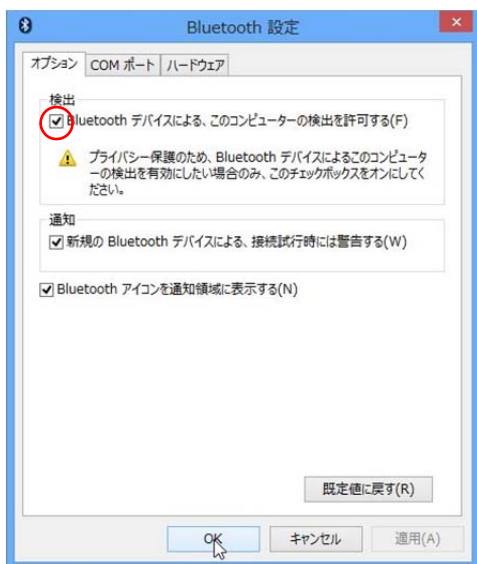 Bluetooth 設定
オプション COM ポート ハードウェア
検出
Bluetooth デバイスによる、このコンピューターの検出を許可する(F)
プライバシー保護のため、Bluetooth デバイスによるこのコンピュータ
ーの検出を有効にしたい場合のみ、このチェックボックスをオンにしてく
ださい。
通知
新規の Bluetooth デバイスによる、接続試行時には警告する(W)
Bluetooth アイコンを通知領域に表示する(N)
既定値に戻す(R)
OK キャンセル 適用(A)